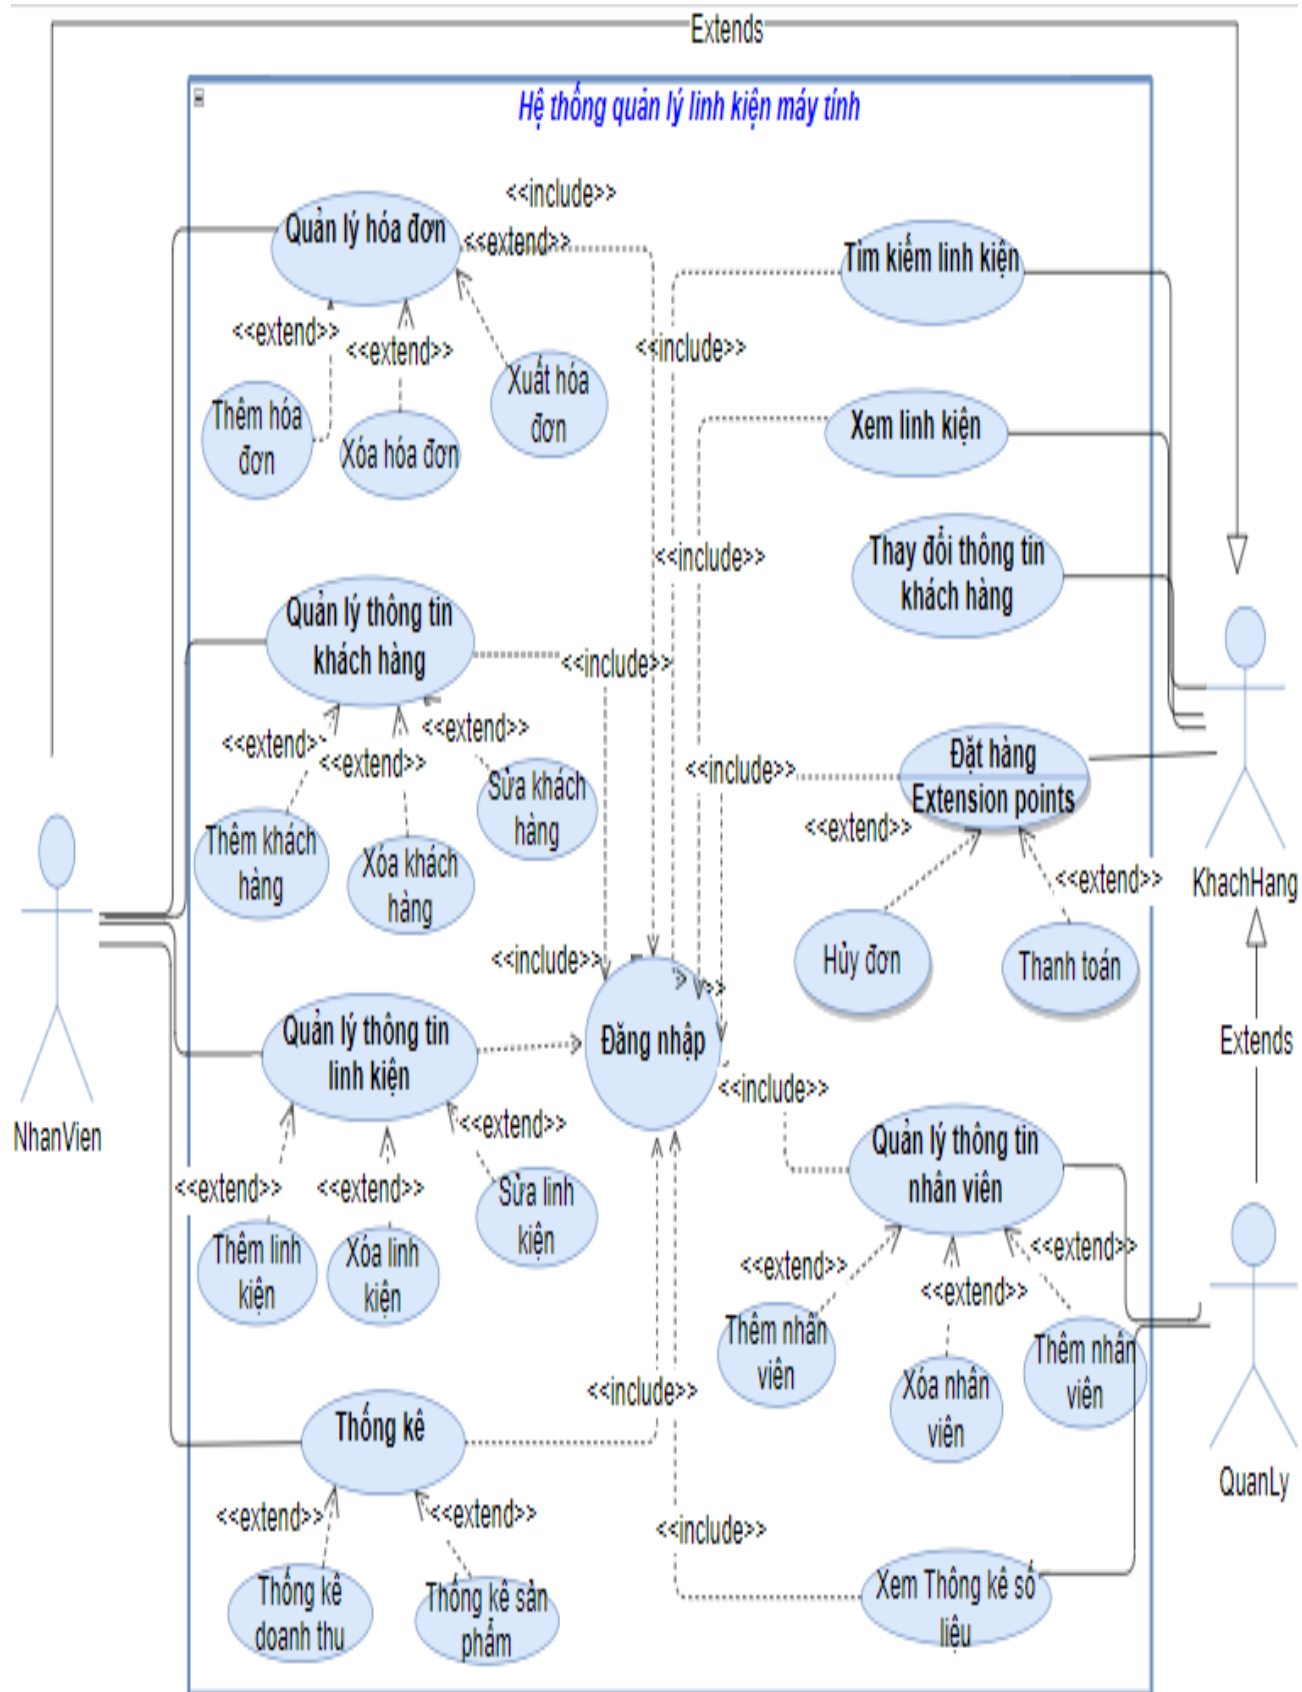 Extends
Hệ thống quản lý linh kiện máy tính
<<include>>
Quản lý hóa đơn
<<extend>>
Tìm kiếm linh kiện
<<extend>>
<<extend>>
<<include>>
Xuất hóa
đơn
Thêm hóa
đơn
Xóa hóa đơn
Xem linh kiện
<<include>>
Thay đổi thông tin
khách hàng
Quản lý thông tin
khách hàng
<<include>>
<<extend>>
<<extend>>
<<extend>>
<<include>>
Đặt hàng
Extension points
Sửa khách
hàng
Thêm khách
hàng
Xóa khách
hàng
<<extend>>
<<extend>>
KhachHang
Hủy đơn
Thanh toán
<<include>>
>>
Đăng nhập
Quản lý thông tin
linh kiện
Extends
<<include>>
NhanVien
<<extend>>
Quản lý thông tin
nhân viên
<<extend>>
<<extend>>
Sửa linh
kiện
Thêm linh
kiện
Xóa linh
kiện
<<extend>>
<<extend>>
<<extend>>
Thêm nhân
viên
Xóa nhân
viên
Thêm nhân
viên
<<include>>
Thống kê
QuanLy
<<extend>>
<<extend>>
<<include>>
Thống kê
doanh thu
Thống kê sản
phẩm
Xem Thông kê số
liệu